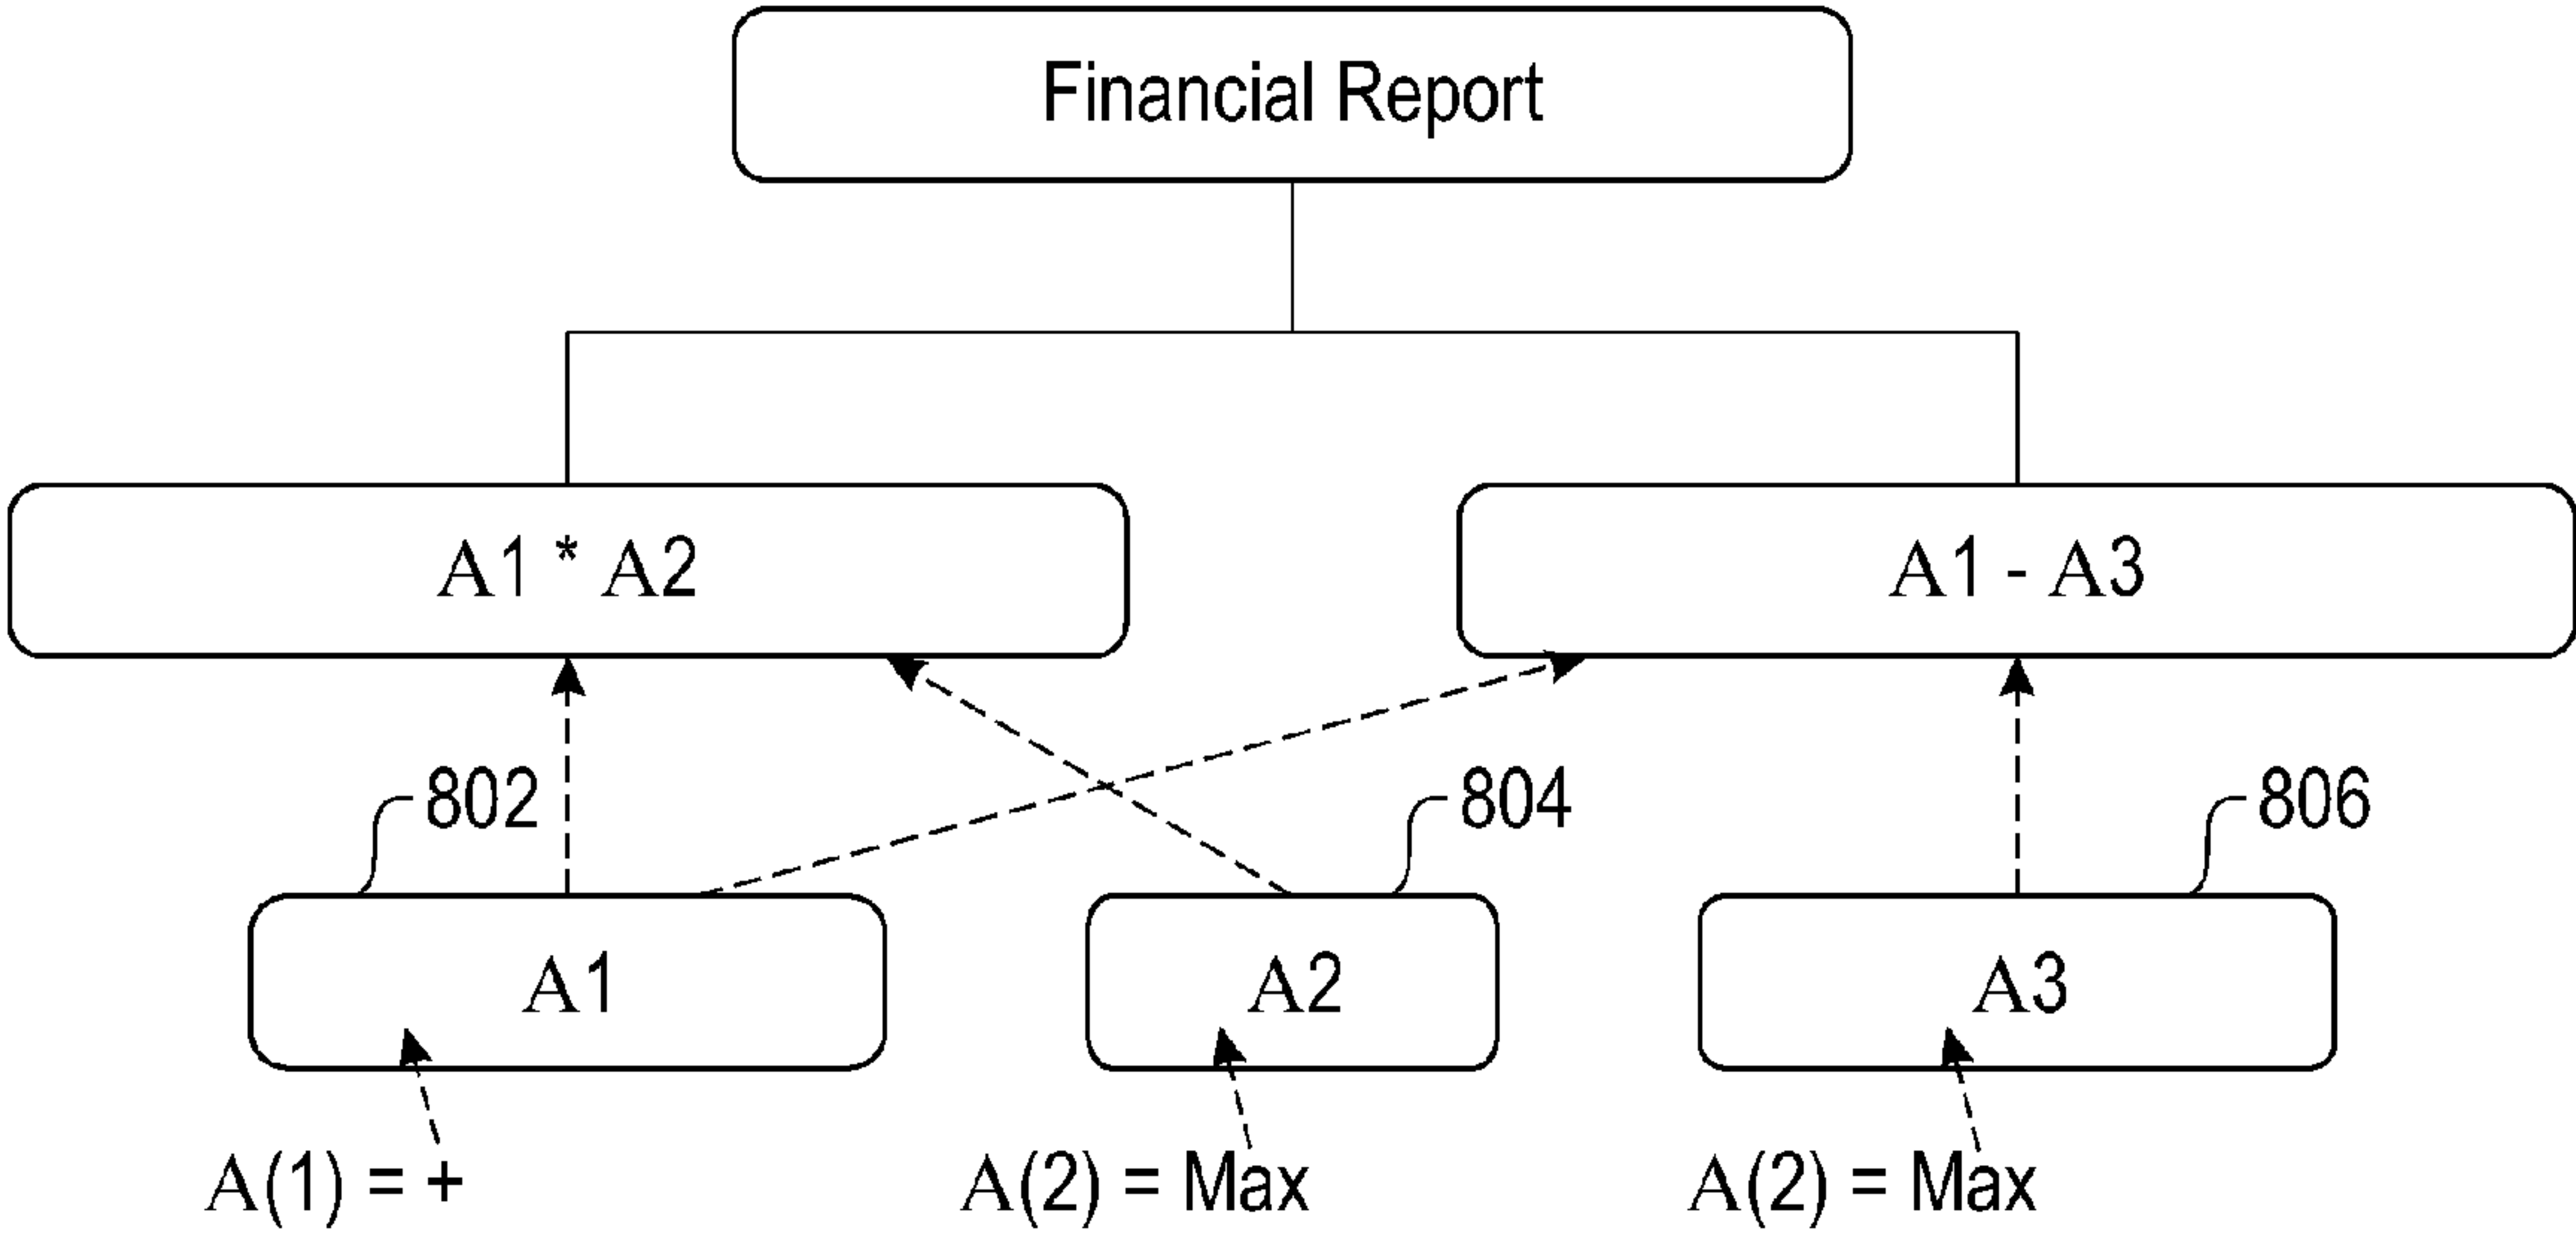 Financial Report
A1 * A2
A1 - A3
802
804
806
A1
A2
A3
A(1) = +
A(2) = Max
A(2) = Max